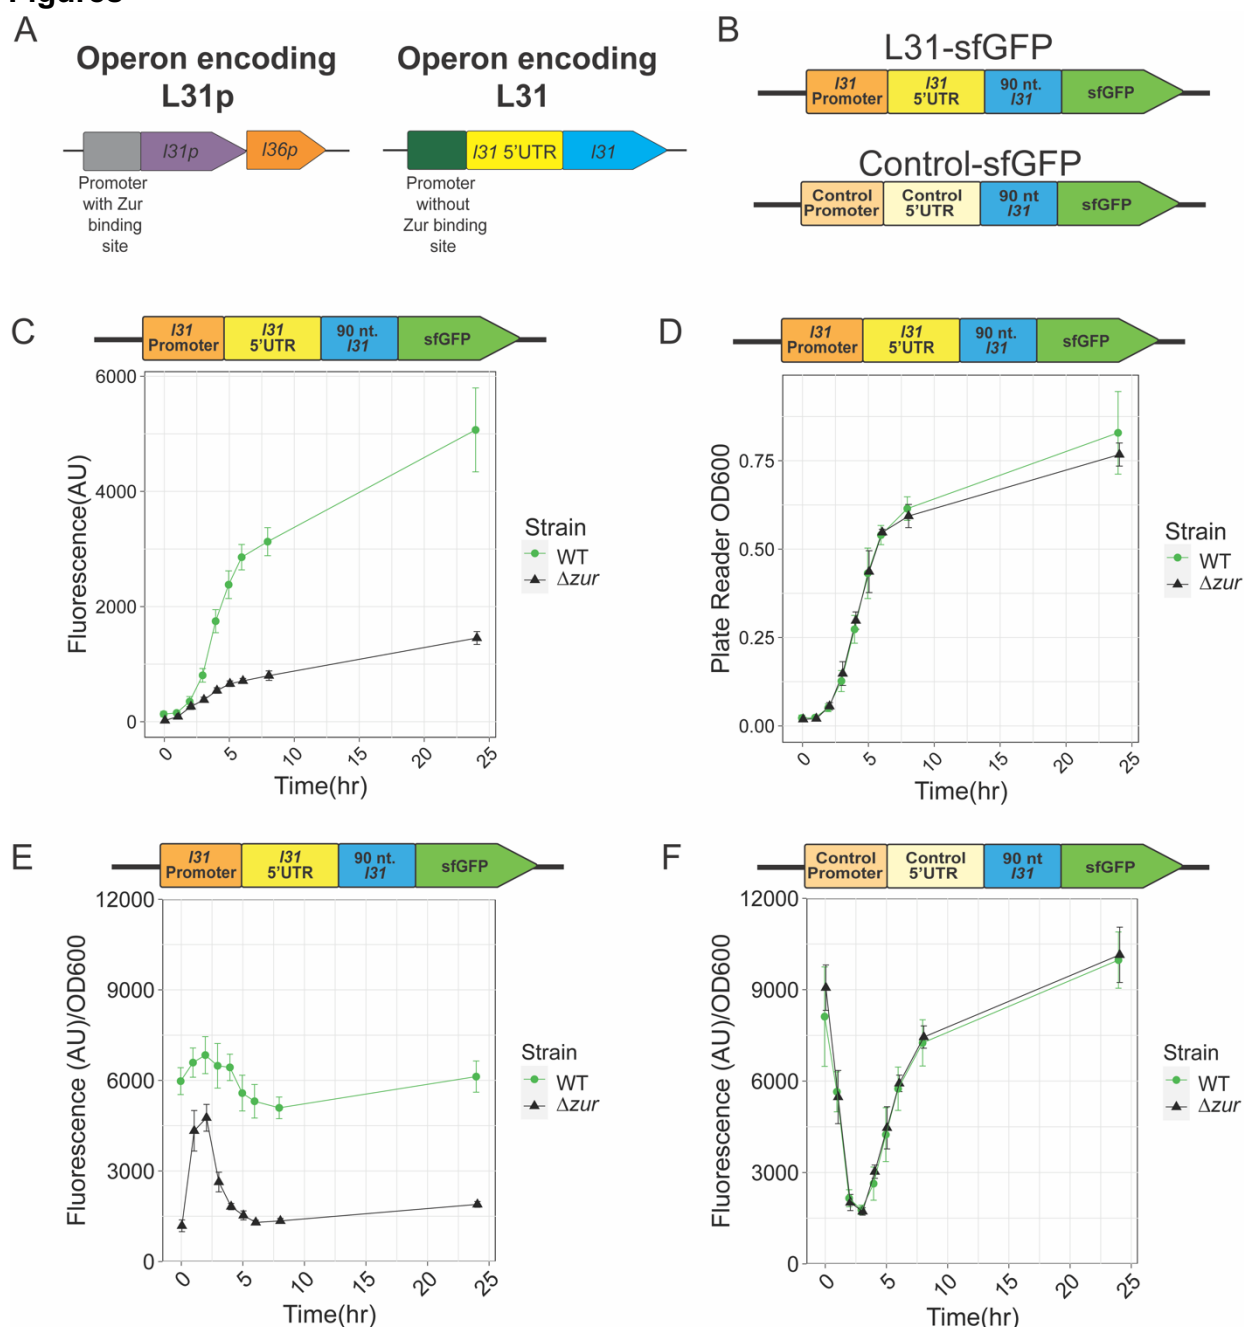 Figures
A
Operon encoding
L31p
l31p
l36p
Promoter
with Zur
binding
site
Operon encoding
L31
l31 5'UTR
l31
Promoter
without
Zur binding
site
B
L31-sfGFP
l31
Promoter
l31
5'UTR
90 nt.
l31
sfGFP
Control-sfGFP
Control
Promoter
Control
5'UTR
90 nt
l31
sfGFP
C
l31
Promoter
l31
5'UTR
90 nt.
l31
sfGFP
6000
4000
2000
0
Fluorescence(AU)
0
5
10
15
20
25
Time(hr)
Strain
WT
Δzur
D
l31
Promoter
l31
5'UTR
90 nt.
l31
sfGFP
0.75
0.50
0.25
0.00
Plate Reader OD600
0
5
10
15
20
25
Time(hr)
Strain
WT
Δzur
E
l31
Promoter
l31
5'UTR
90 nt.
l31
sfGFP
12000
9000
6000
3000
0
Fluorescence (AU)/OD600
0
5
10
15
20
25
Time(hr)
Strain
WT
Δzur
F
Control
Promoter
Control
5'UTR
90 nt
l31
sfGFP
12000
9000
6000
3000
0
Fluorescence (AU)/OD600
0
5
10
15
20
25
Time(hr)
Strain
WT
Δzur